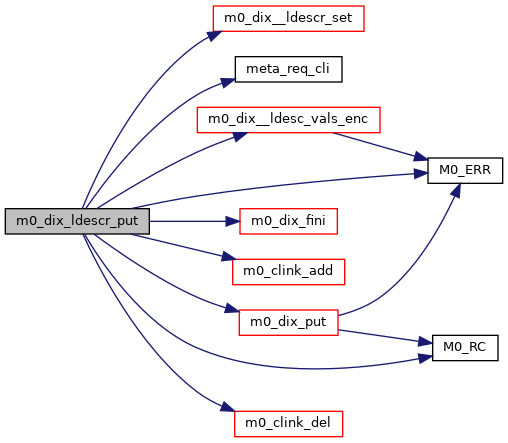 m0_dix__ldescr_set
meta_req_cli
m0_dix__ldesc_vals_enc
M0_ERR
m0_dix_ldescr_put
m0_dix_fini
m0_clink_add
m0_dix_put
M0_RC
m0_clink_del